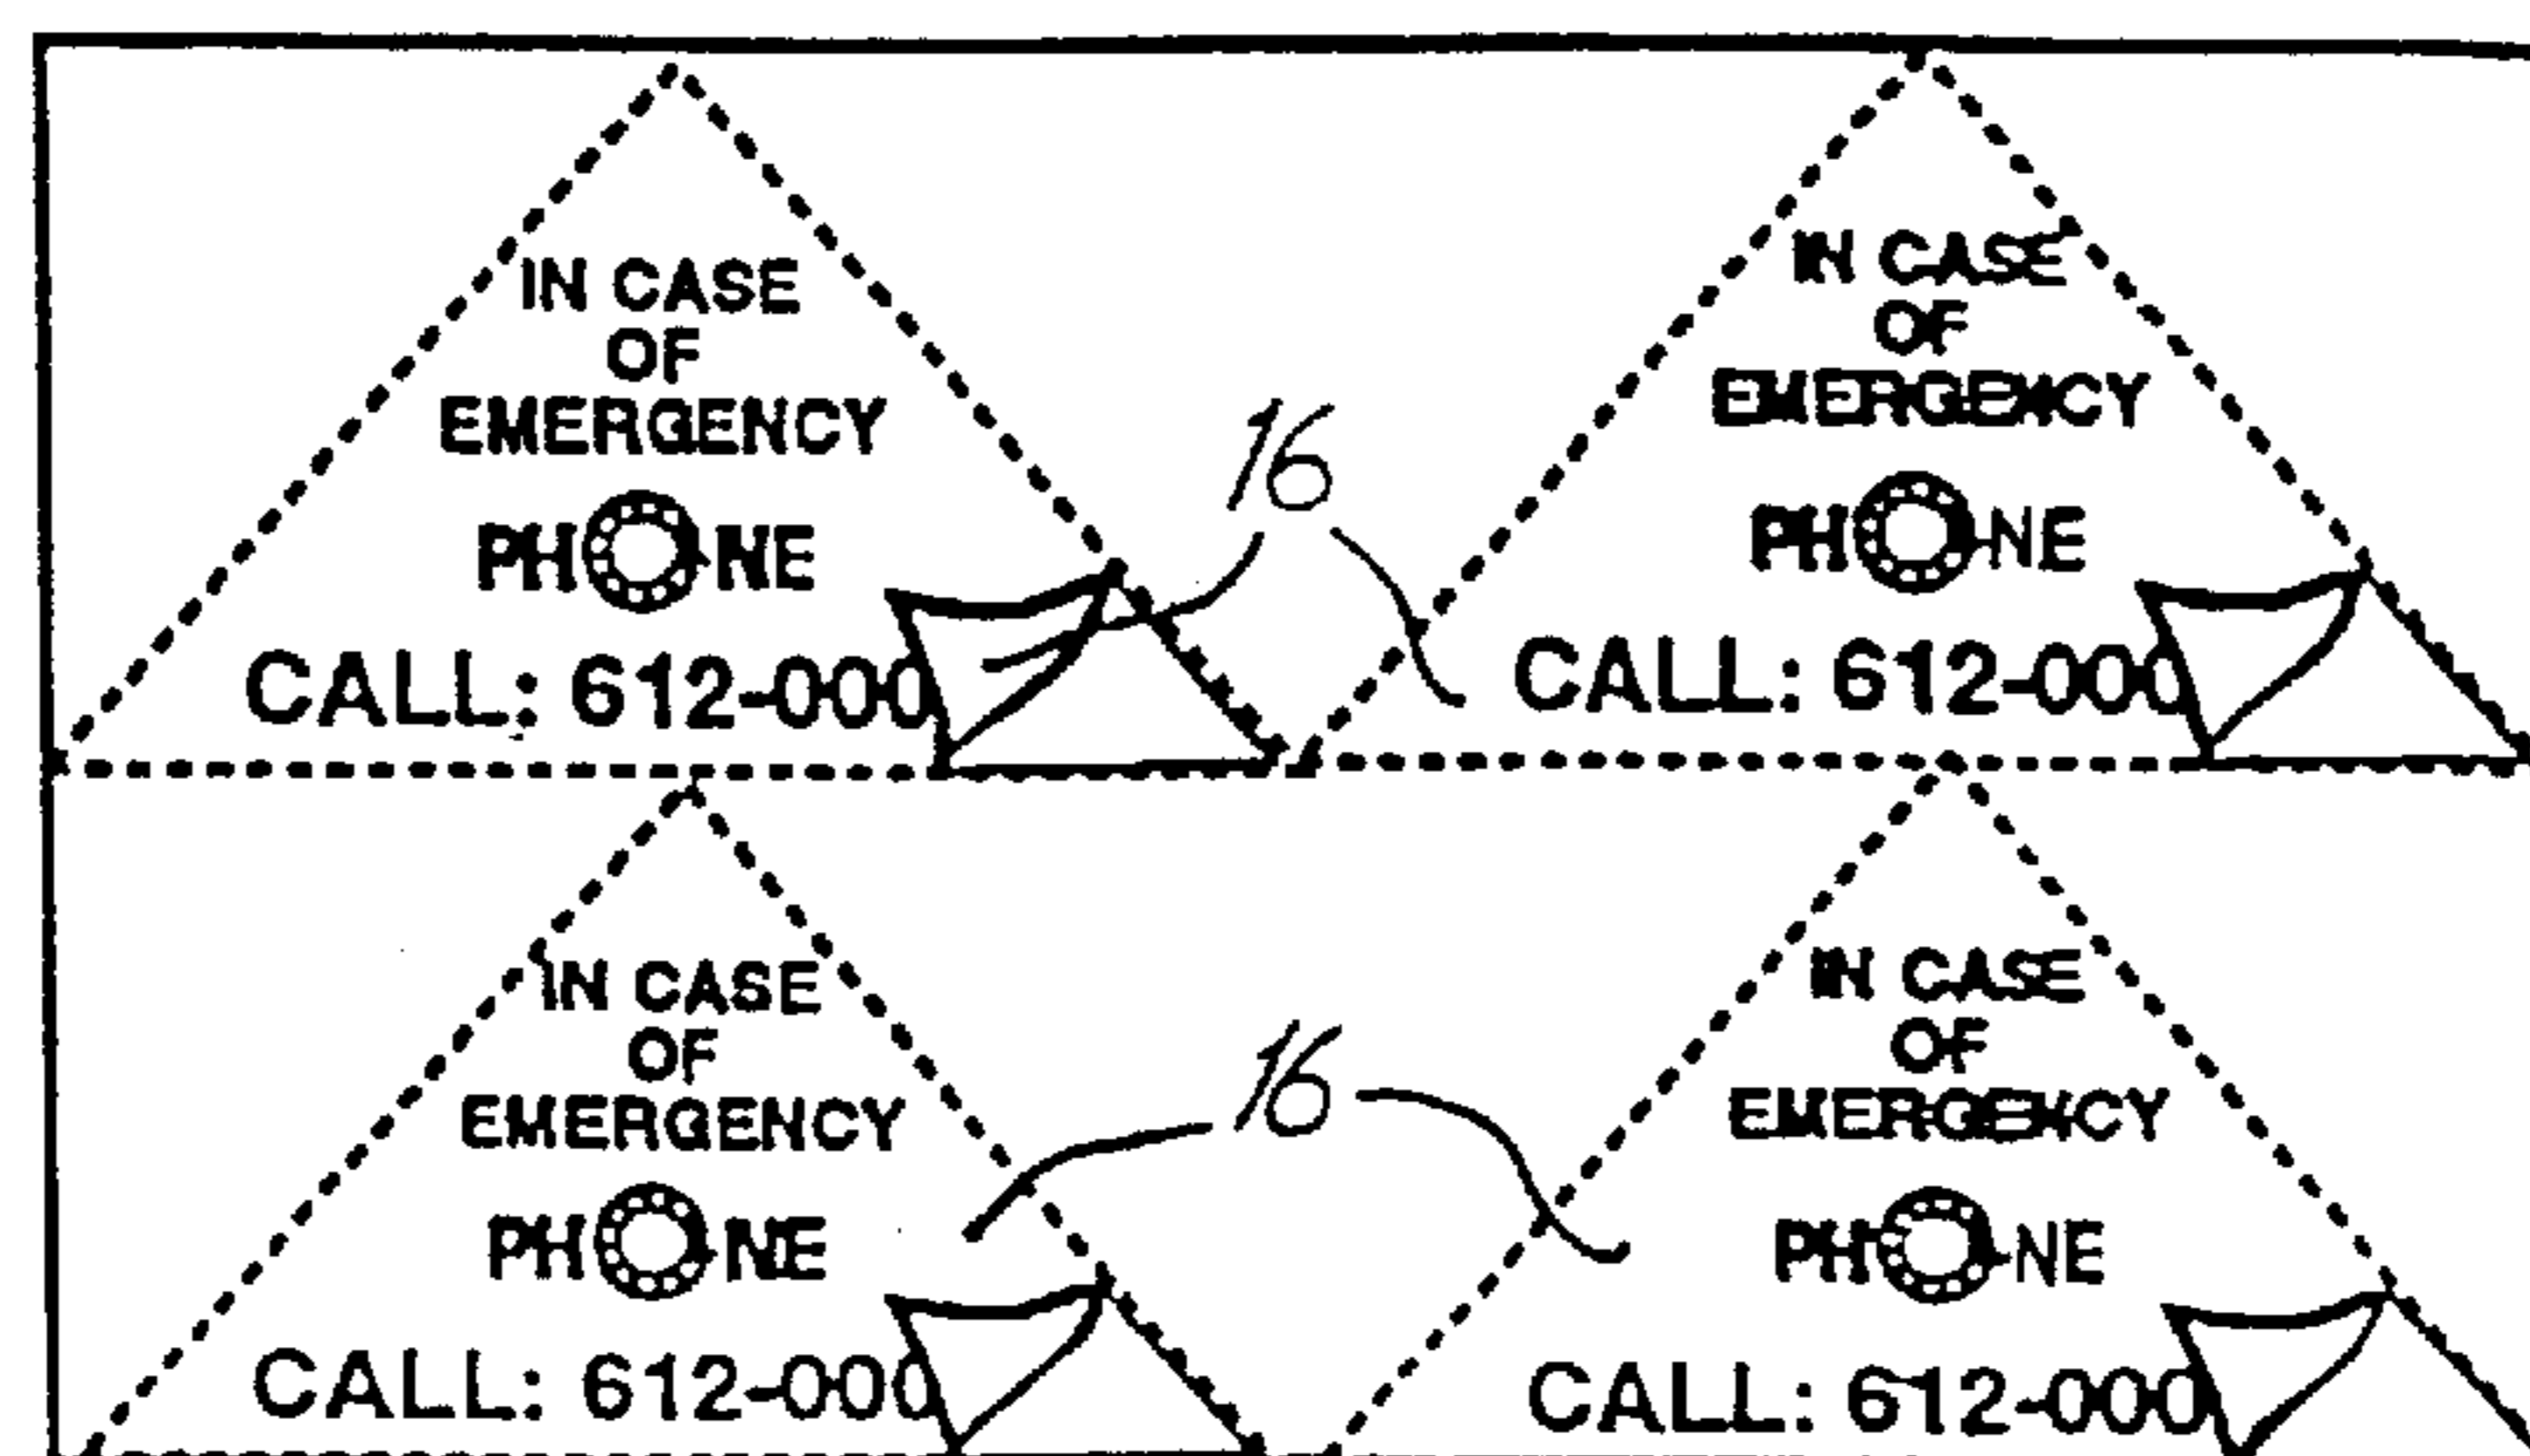 IN CASE
OF
EMERGENCY
PHONE
CALL: 612-000
IN CASE
OF
EMERGENCY
PHONE
CALL: 612-000
16
IN CASE
OF
EMERGENCY
PHONE
CALL: 612-000
IN CASE
OF
EMERGENCY
PHONE
CALL: 612-000
16